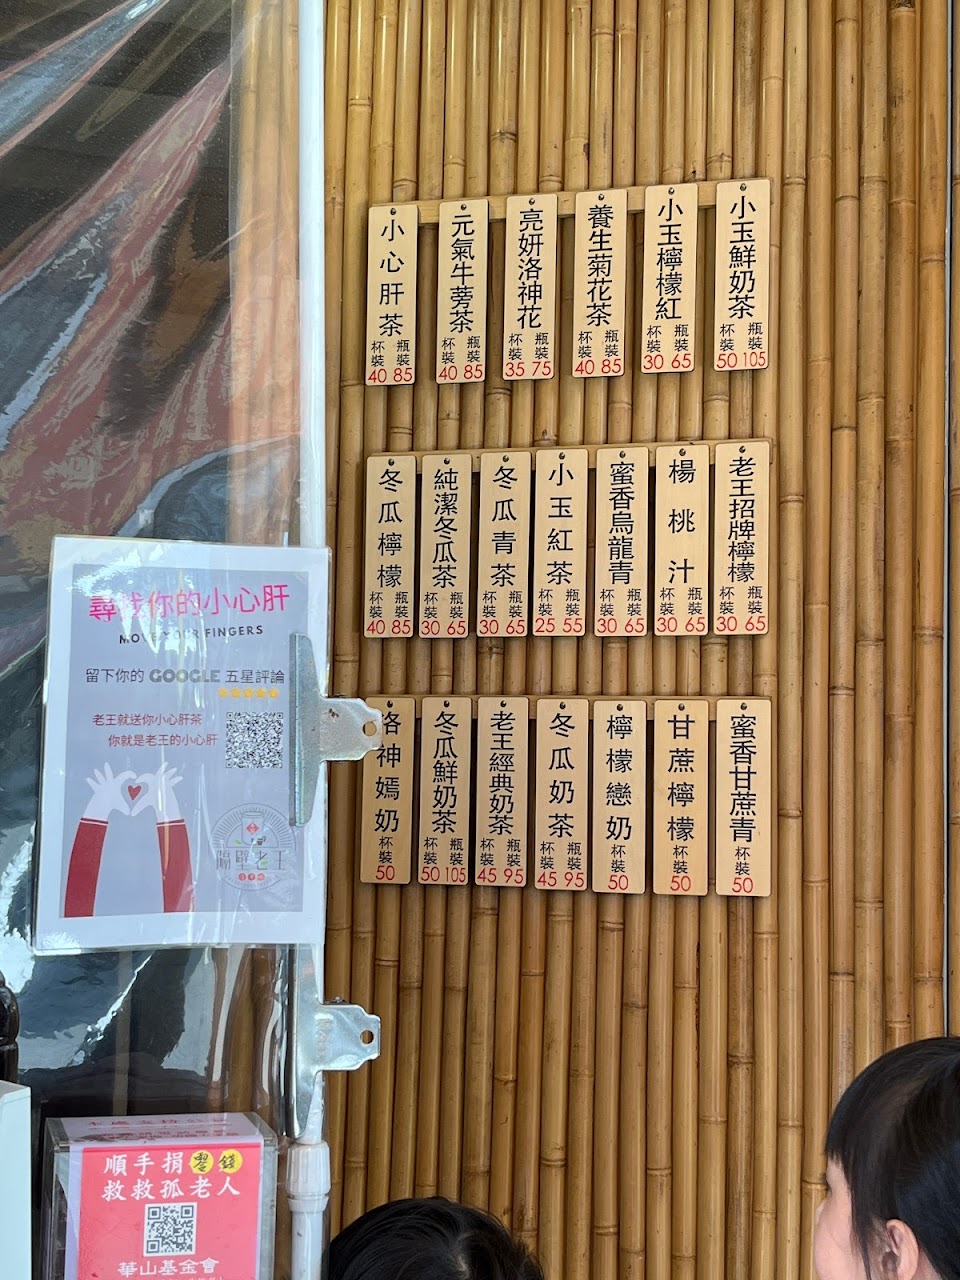 小玉鮮奶茶
杯裝 瓶裝
50 105
小玉檸檬紅
杯裝 瓶裝
30 65
養生菊花茶
杯裝 瓶裝
40 85
亮妍洛神花
杯裝 瓶裝
35 75
元氣牛蒡茶
杯裝 瓶裝
40 85
小心肝茶
杯裝 瓶裝
40 85
老王招牌檸檬
杯裝 瓶裝
30 65
楊桃汁
杯裝 瓶裝
30 65
蜜香烏龍青
杯裝 瓶裝
30 65
小玉紅茶
杯裝 瓶裝
25 55
冬瓜青茶
杯裝 瓶裝
30 65
純潔冬瓜茶
杯裝 瓶裝
30 65
冬瓜檸檬
杯裝 瓶裝
40 85
蜜香甘蔗青
杯裝
50
甘蔗檸檬
杯裝
50
檸檬戀奶
杯裝
50
冬瓜奶茶
杯裝 瓶裝
45 95
老王經典奶茶
杯裝 瓶裝
45 95
冬瓜鮮奶茶
杯裝 瓶裝
50 105
洛神嫣奶
杯裝
50
尋找你的小心肝
MOVE YOUR FINGERS
留下你的 GOOGLE 五星評論
老王就送你小心肝茶
你就是老王的小心肝
隔壁老王
順手捐零錢
救救孤老人
華山基金會